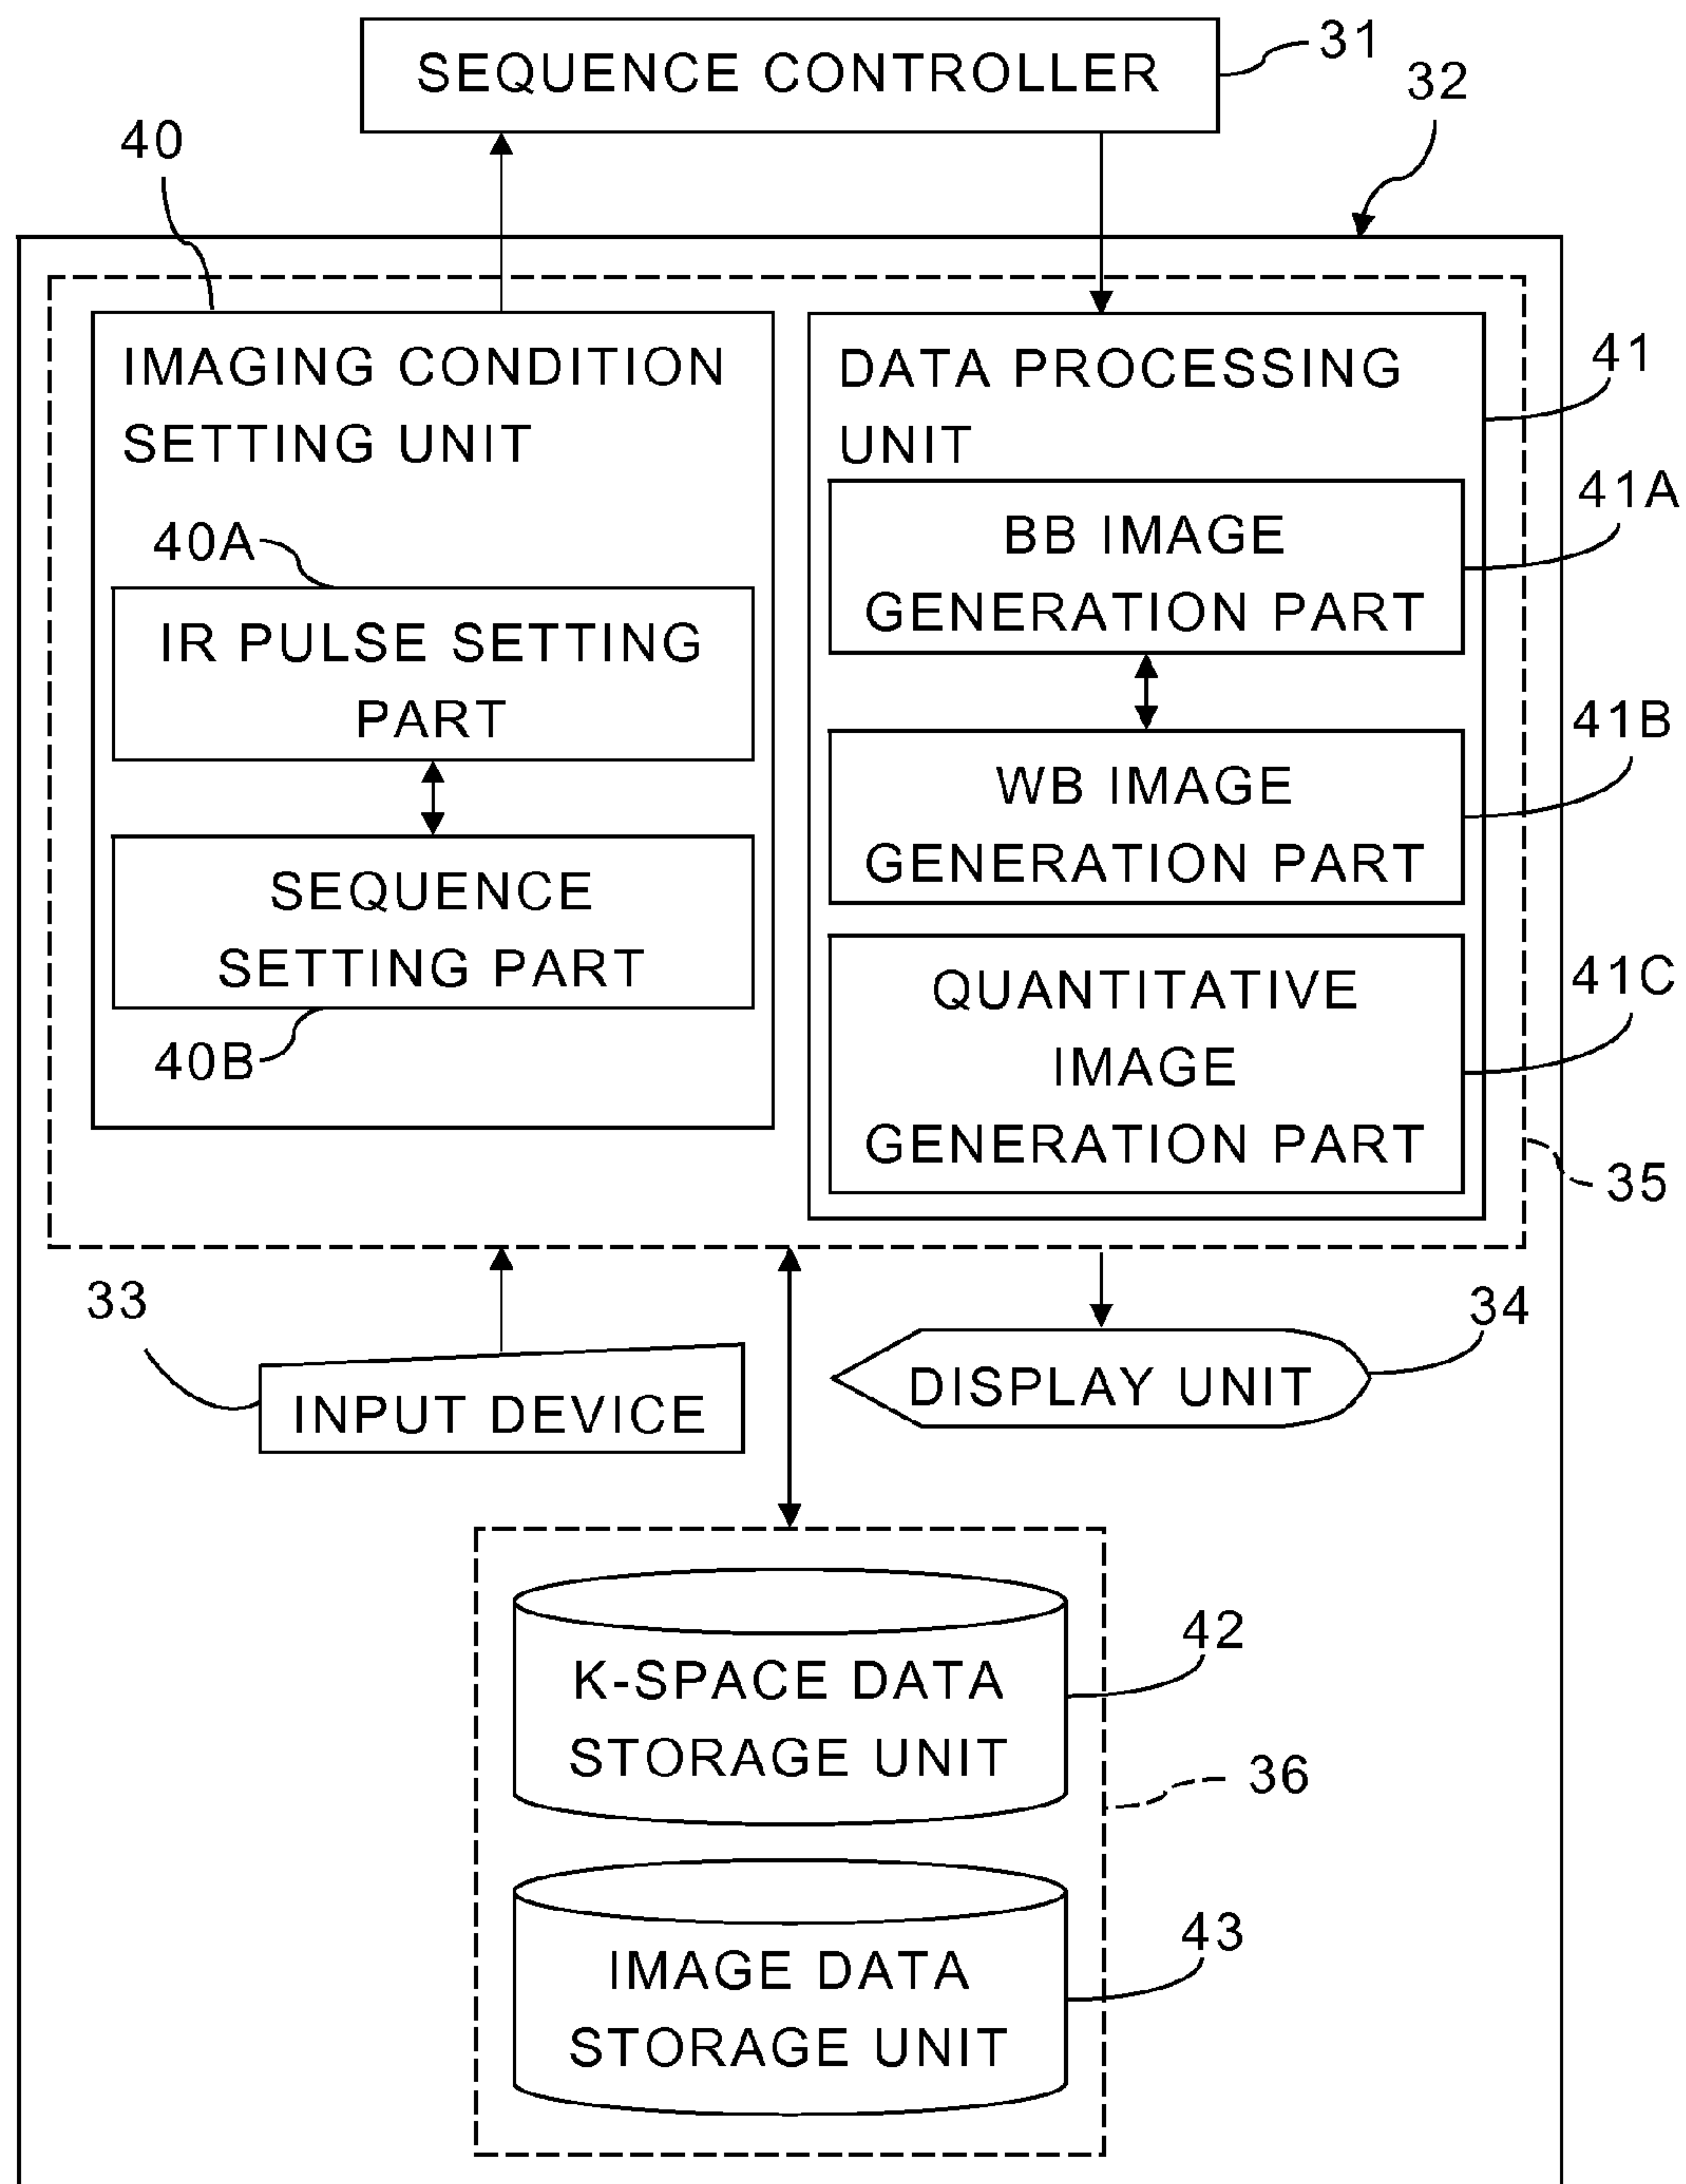 SEQUENCE CONTROLLER
31
32
40
IMAGING CONDITION
SETTING UNIT
40A
IR PULSE SETTING
PART
SEQUENCE
SETTING PART
40B
DATA PROCESSING
UNIT
41
BB IMAGE
GENERATION PART
41A
WB IMAGE
GENERATION PART
41B
QUANTITATIVE
IMAGE
GENERATION PART
41C
35
33
INPUT DEVICE
DISPLAY UNIT
34
K-SPACE DATA
STORAGE UNIT
42
36
IMAGE DATA
STORAGE UNIT
43